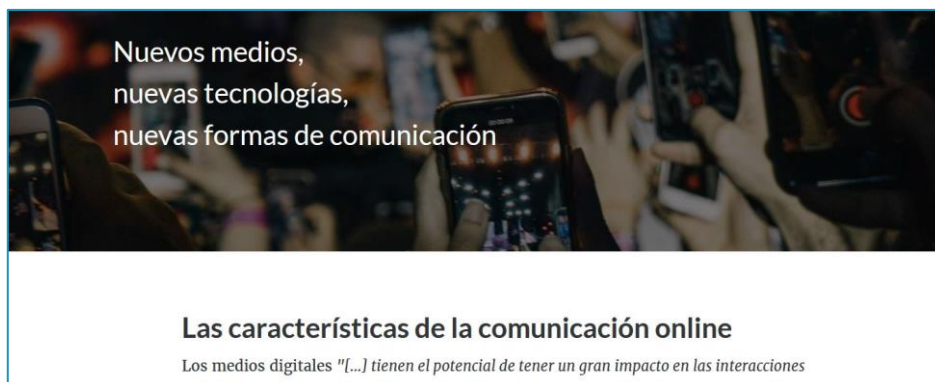 Nuevos medios,
nuevas tecnologías,
nuevas formas de comunicación
Las características de la comunicación online
Los medios digitales "[...] tienen el potencial de tener un gran impacto en las interacciones